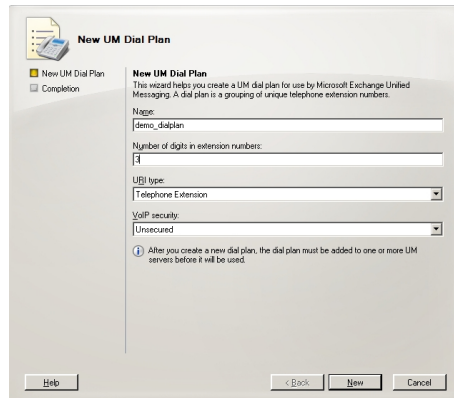 New UM Dial Plan
New UM Dial Plan
Completion
New UM Dial Plan
This wizard helps you create a UM dial plan for use by Microsoft Exchange Unified
Messaging. A dial plan is a grouping of unique telephone extension numbers.
Name:
demo_dialplan
Number of digits in extension numbers:
3
URI type:
Telephone Extension
VoIP security:
Unsecured
After you create a new dial plan, the dial plan must be added to one or more UM
servers before it will be used.
Help
< Back
New
Cancel